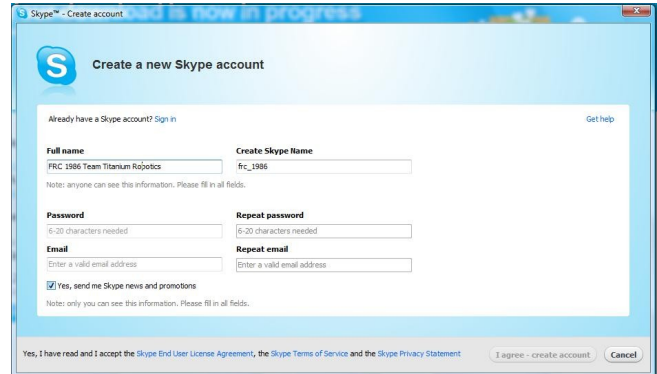 Skype™ - Create account
download is now in progress
S
Create a new Skype account
Already have a Skype account? Sign in
Get help
Full name
Create Skype Name
FRC 1986 Team Titanium Robotics
frc_1986
Note: anyone can see this information. Please fill in all fields.
Password
Repeat password
6-20 characters needed
6-20 characters needed
Email
Repeat email
Enter a valid email address
Enter a valid email address
Yes, send me Skype news and promotions
Note: only you can see this information. Please fill in all fields.
Yes, I have read and I accept the Skype End User License Agreement, the Skype Terms of Service and the Skype Privacy Statement
I agree - create account
Cancel